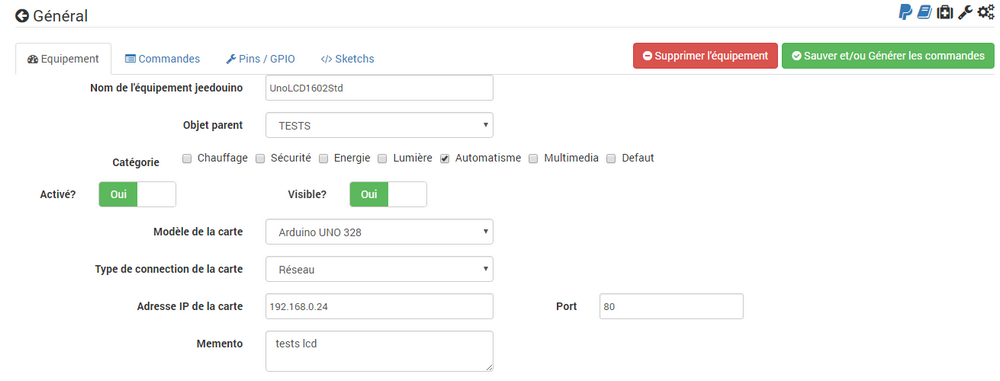 Général
Equipement Commandes Pins / GPIO </> Sketchs Supprimer l'équipement Sauver et/ou Générer les commandes
Nom de l'équipement jeedouino UnoLCD1602Std
Objet parent TESTS
Catégorie Chauffage Sécurité Energie Lumière Automatisme Multimedia Defaut
Activé? Oui Visible? Oui
Modèle de la carte Arduino UNO 328
Type de connection de la carte Réseau
Adresse IP de la carte 192.168.0.24 Port 80
Memento tests lcd